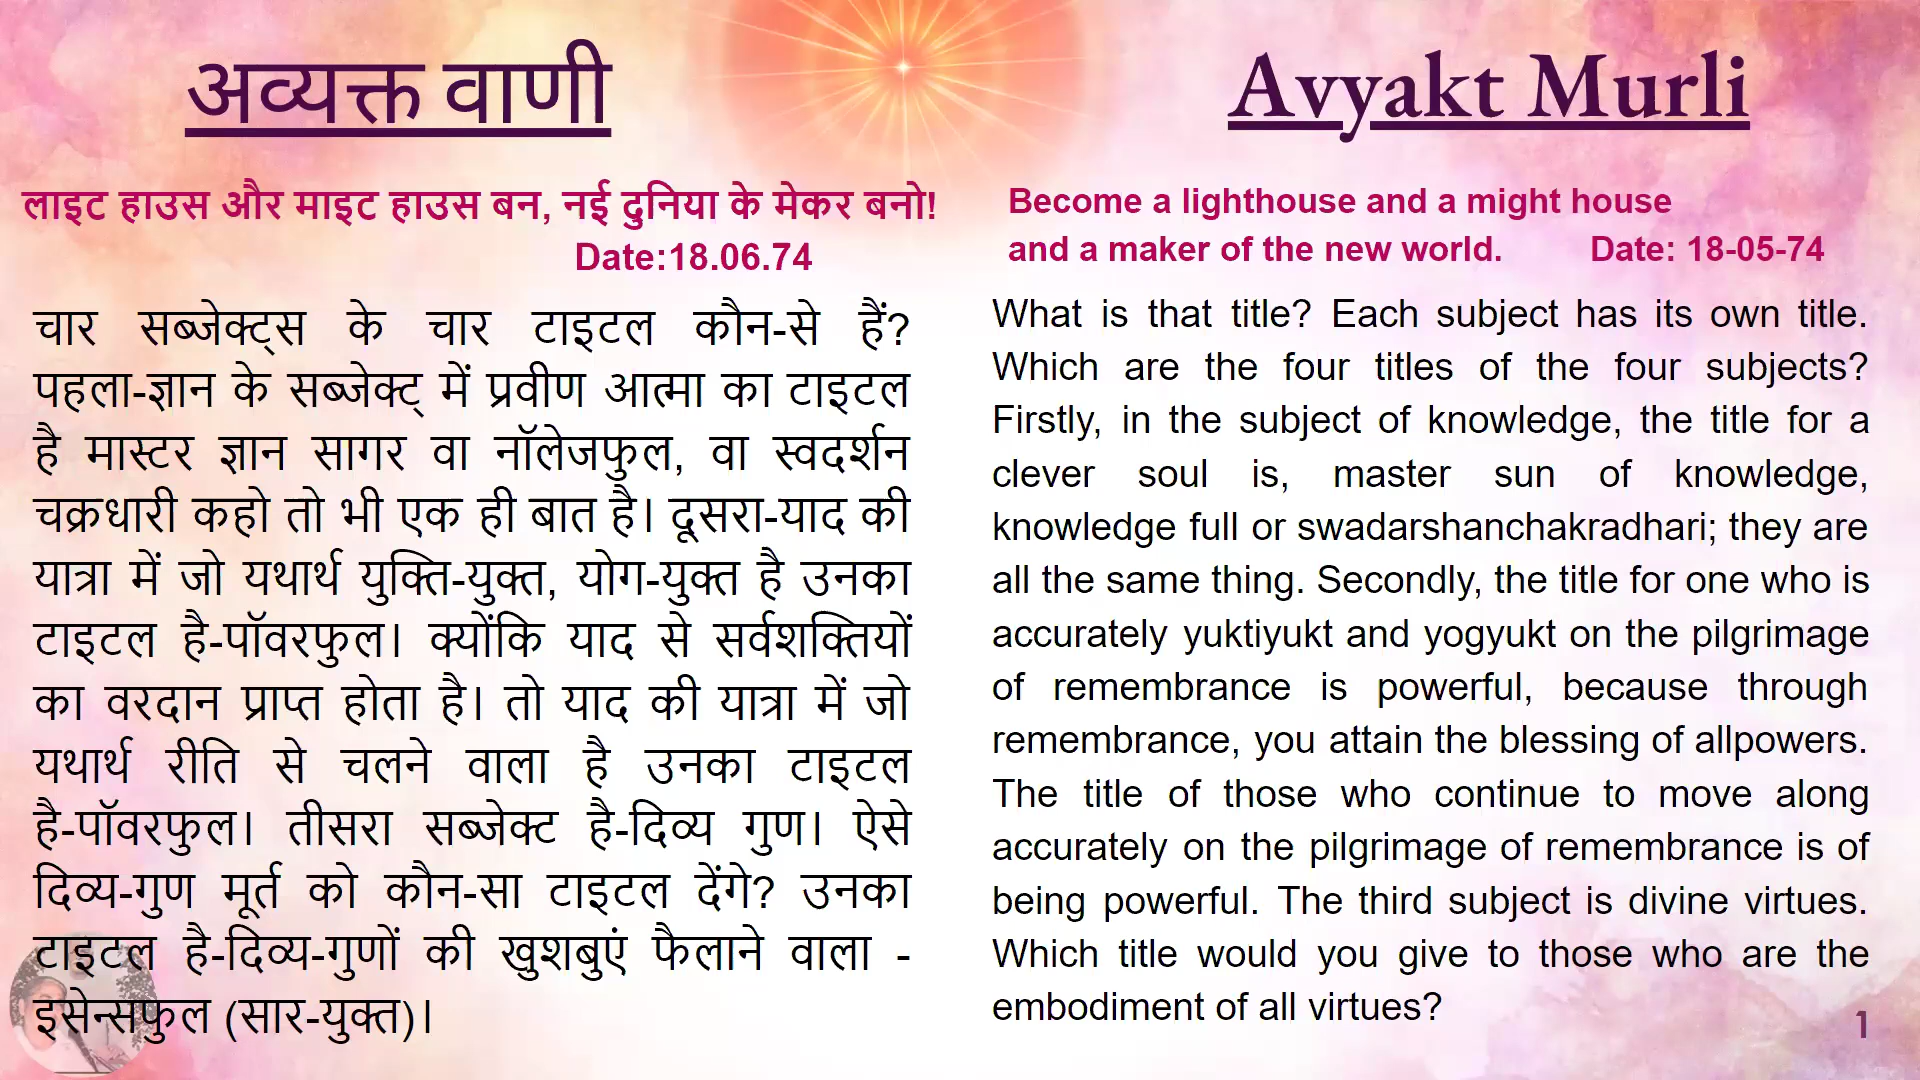 अव्यक्त वाणी
लाइट हाउस और माइट हाउस बन, नई दुनिया के मेकर बनो!
Date:18.06.74
चार सब्जेक्ट्स के चार टाइटल कौन-से हैं?
पहला-ज्ञान के सब्जेक्ट् में प्रवीण आत्मा का टाइटल
है मास्टर ज्ञान सागर वा नॉलेजफुल, वा स्वदर्शन
चक्रधारी कहो तो भी एक ही बात है। दूसरा-याद की
यात्रा में जो यथार्थ युक्ति-युक्त, योग-युक्त है उनका
टाइटल है-पॉवरफुल। क्योंकि याद से सर्वशक्तियों
का वरदान प्राप्त होता है। तो याद की यात्रा में जो
यथार्थ रीति से चलने वाला है उनका टाइटल
है-पॉवरफुल। तीसरा सब्जेक्ट है-दिव्य गुण। ऐसे
दिव्य-गुण मूर्त को कौन-सा टाइटल देंगे? उनका
टाइटल है-दिव्य-गुणों की खुशबुएं फैलाने वाला -
इसेन्सफुल (सार-युक्त)।
Avyakt Murli
Become a lighthouse and a might house
and a maker of the new world. Date: 18-05-74
What is that title? Each subject has its own title.
Which are the four titles of the four subjects?
Firstly, in the subject of knowledge, the title for a
clever soul is, master sun of knowledge,
knowledge full or swadarshanchakradhari; they are
all the same thing. Secondly, the title for one who is
accurately yuktiyukt and yogyukt on the pilgrimage
of remembrance is powerful, because through
remembrance, you attain the blessing of allpowers.
The title of those who continue to move along
accurately on the pilgrimage of remembrance is of
being powerful. The third subject is divine virtues.
Which title would you give to those who are the
embodiment of all virtues?
1